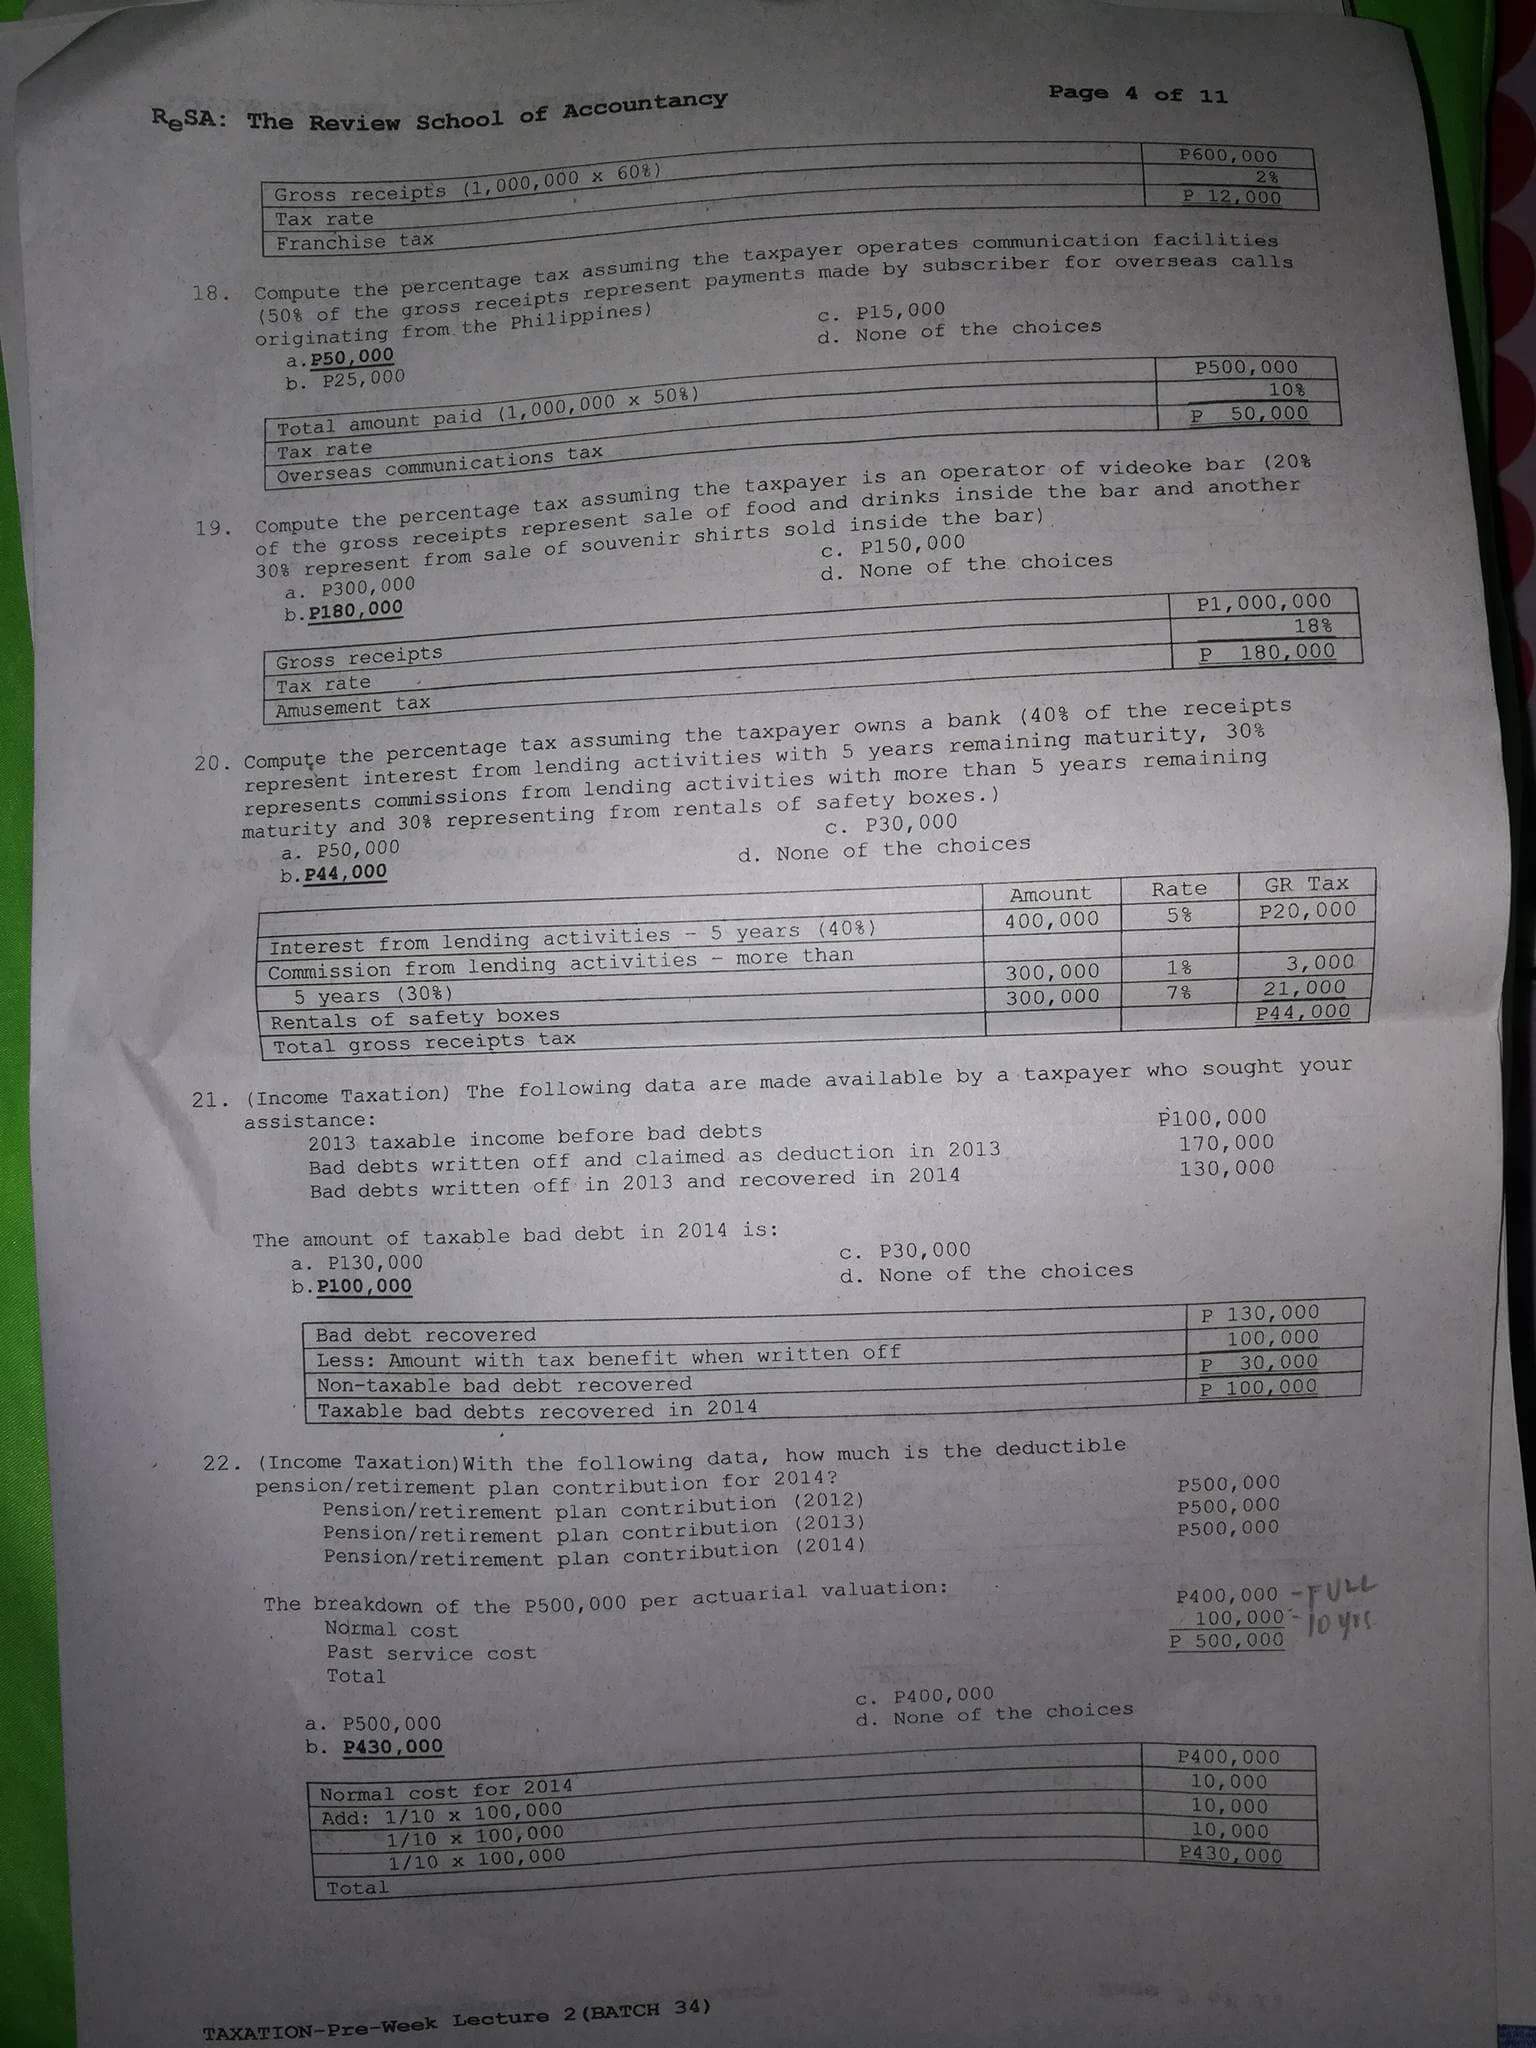 ReSA: The Review School of Accountancy Page 4 of 11
Gross receipts (1,000,000 x 60%) P600,000
Tax rate 2%
Franchise tax P 12,000
18. Compute the percentage tax assuming the taxpayer operates communication facilities
(50% of the gross receipts represent payments made by subscriber for overseas calls
originating from the Philippines)
a. P50,000 c. P15,000
b. P25,000 d. None of the choices
Total amount paid (1,000,000 x 50%) P500,000
Tax rate 10%
Overseas communications tax P 50,000
19. Compute the percentage tax assuming the taxpayer is an operator of videoke bar (20%
of the gross receipts represent sale of food and drinks inside the bar and another
30% represent from sale of souvenir shirts sold inside the bar)
a. P300,000 c. P150,000
b. P180,000 d. None of the choices
Gross receipts P1,000,000
Tax rate 18%
Amusement tax P 180,000
20. Compute the percentage tax assuming the taxpayer owns a bank (40% of the receipts
represent interest from lending activities with 5 years remaining maturity, 30%
represents commissions from lending activities with more than 5 years remaining
maturity and 30% representing from rentals of safety boxes.)
a. P50,000 c. P30,000
b. P44,000 d. None of the choices
Amount Rate GR Tax
Interest from lending activities - 5 years (40%) 400,000 5% P20,000
Commission from lending activities - more than
5 years (30%) 300,000 1% 3,000
Rentals of safety boxes 300,000 7% 21,000
Total gross receipts tax P44,000
21. (Income Taxation) The following data are made available by a taxpayer who sought your
assistance:
2013 taxable income before bad debts P100,000
Bad debts written off and claimed as deduction in 2013 170,000
Bad debts written off in 2013 and recovered in 2014 130,000
The amount of taxable bad debt in 2014 is:
a. P130,000 c. P30,000
b. P100,000 d. None of the choices
Bad debt recovered P 130,000
Less: Amount with tax benefit when written off 100,000
Non-taxable bad debt recovered P 30,000
Taxable bad debts recovered in 2014 P 100,000
22. (Income Taxation)With the following data, how much is the deductible
pension/retirement plan contribution for 2014?
Pension/retirement plan contribution (2012) P500,000
Pension/retirement plan contribution (2013) P500,000
Pension/retirement plan contribution (2014) P500,000
The breakdown of the P500,000 per actuarial valuation:
Normal cost P400,000 - FULL
Past service cost 100,000 - 10 yrs
Total P 500,000
a. P500,000 c. P400,000
b. P430,000 d. None of the choices
Normal cost for 2014 P400,000
Add: 1/10 x 100,000 10,000
1/10 x 100,000 10,000
1/10 x 100,000 10,000
Total P430,000
TAXATION-Pre-Week Lecture 2(BATCH 34)